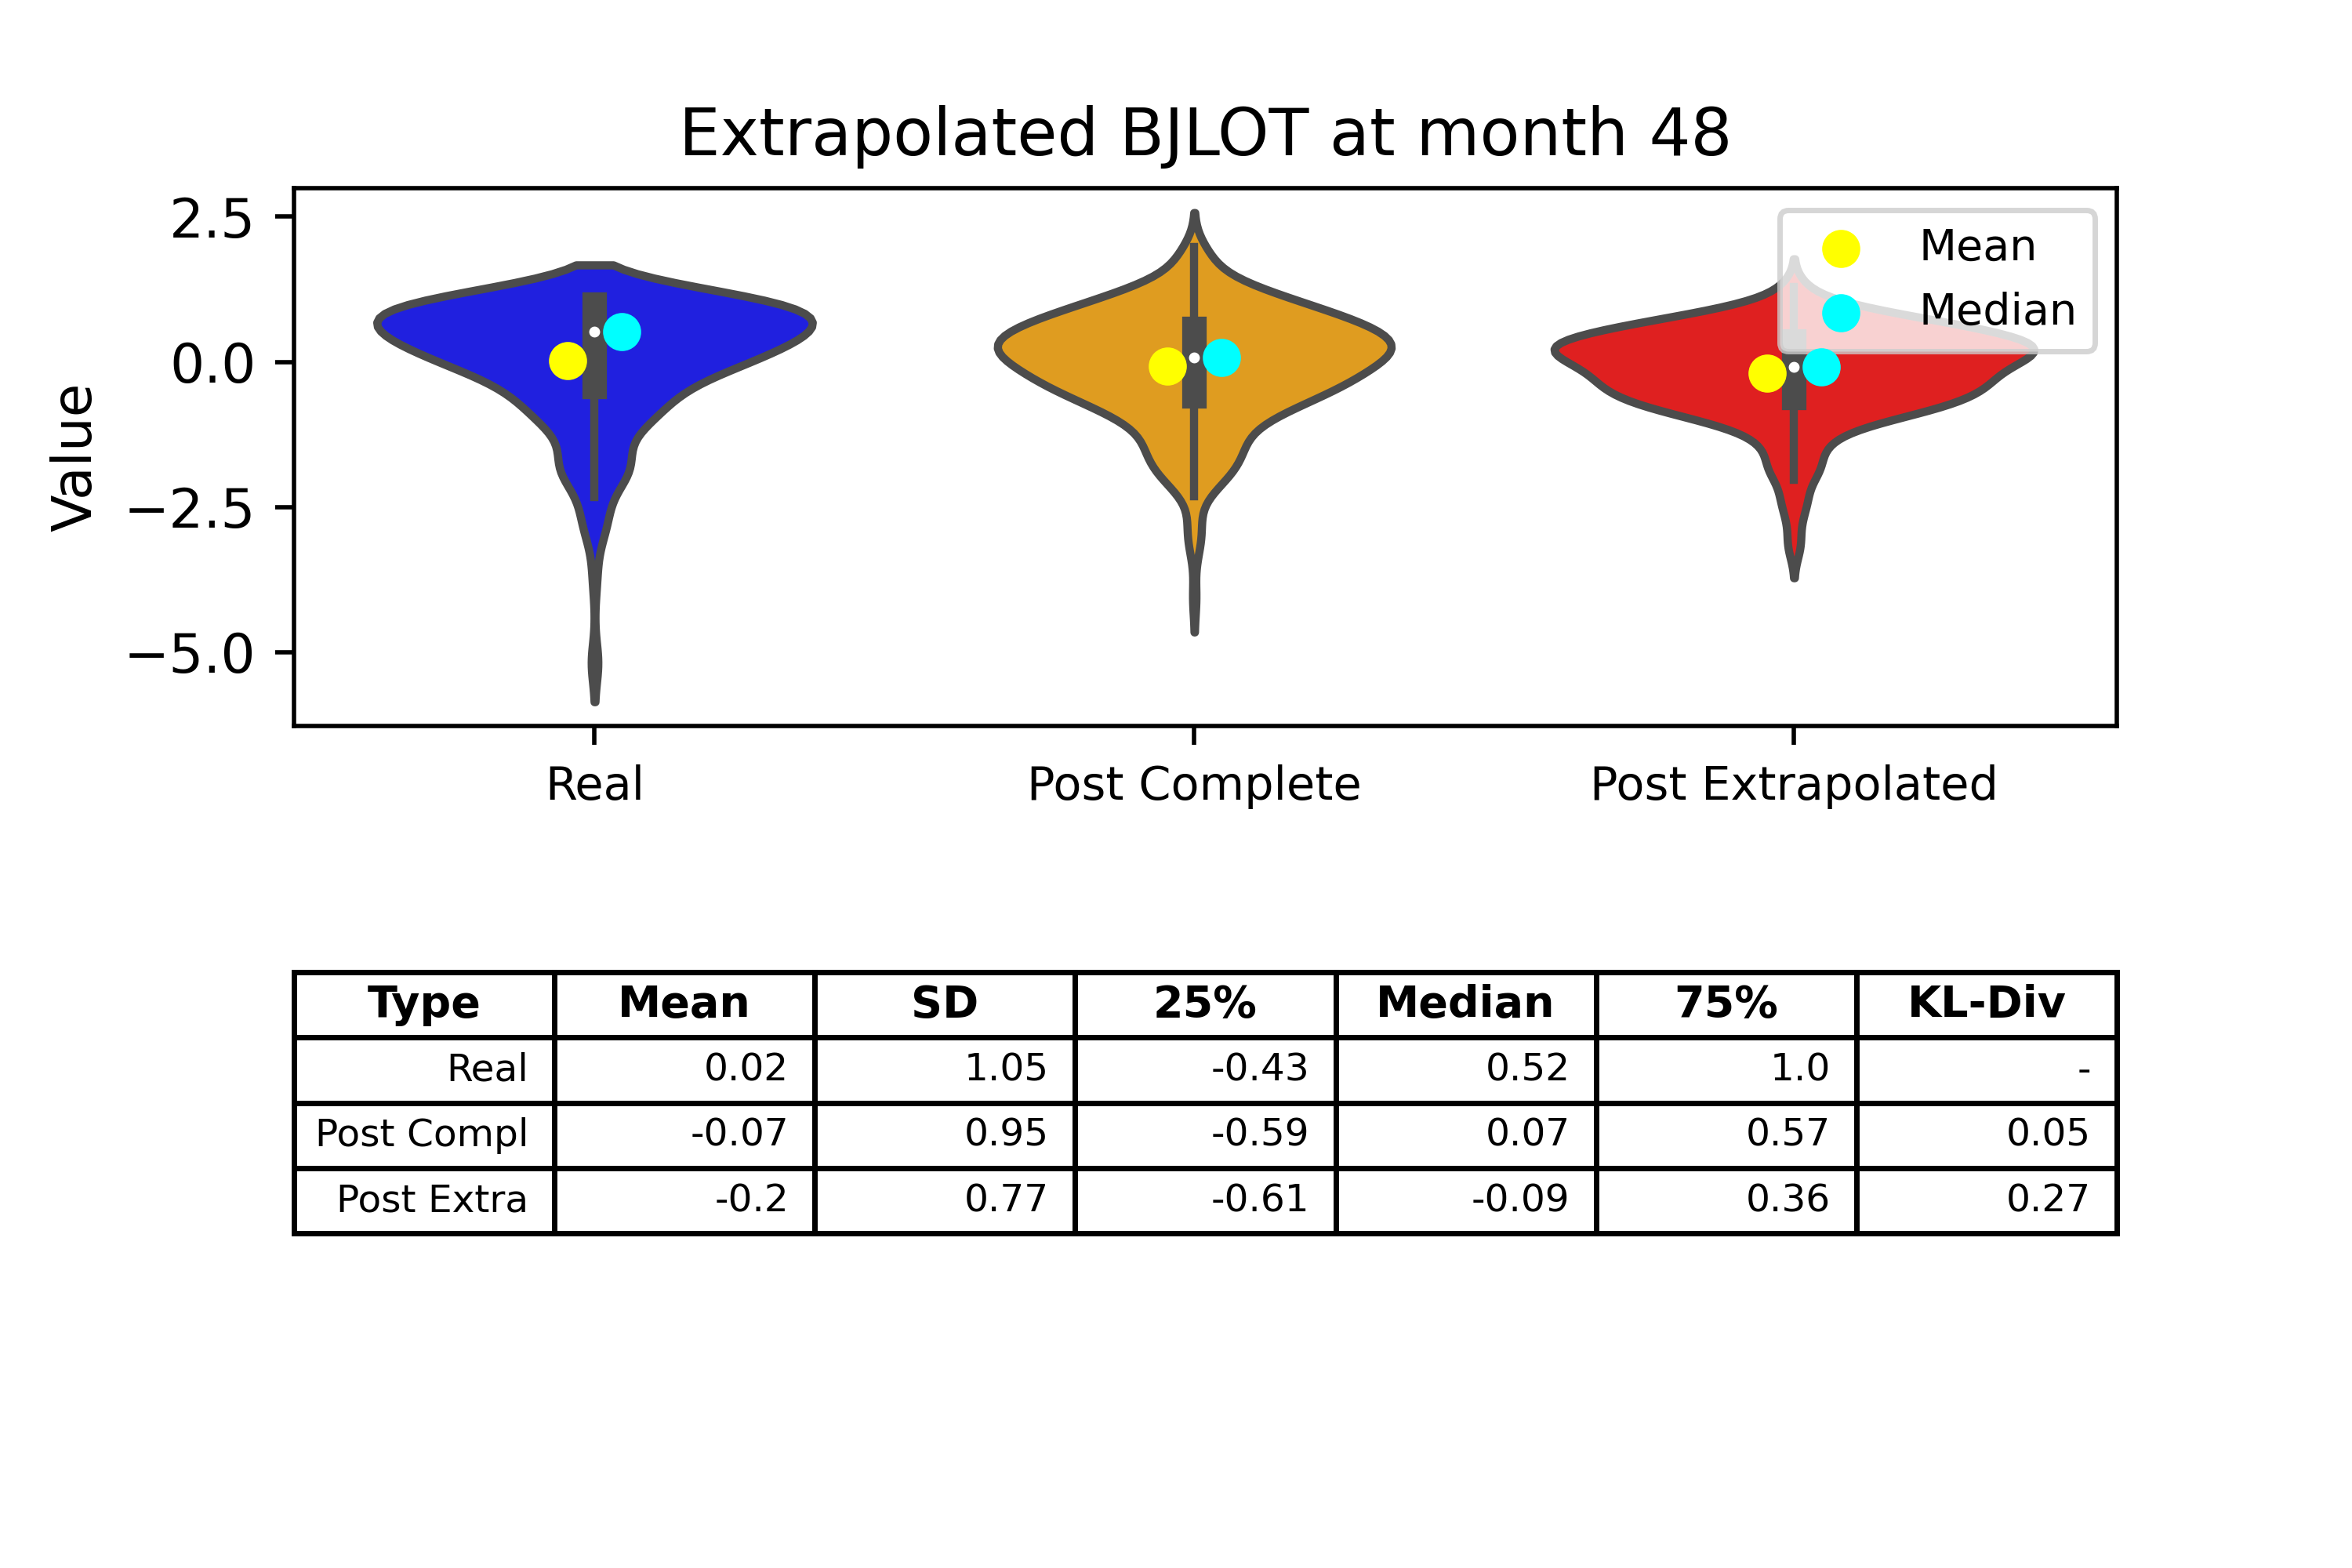 Extrapolated BJLOT at month 48
Mean
Median
Value
2.5
0.0
−2.5
−5.0
Real Post Complete Post Extrapolated
Type Mean SD 25% Median 75% KL-Div
Real 0.02 1.05 -0.43 0.52 1.0 -
Post Compl -0.07 0.95 -0.59 0.07 0.57 0.05
Post Extra -0.2 0.77 -0.61 -0.09 0.36 0.27